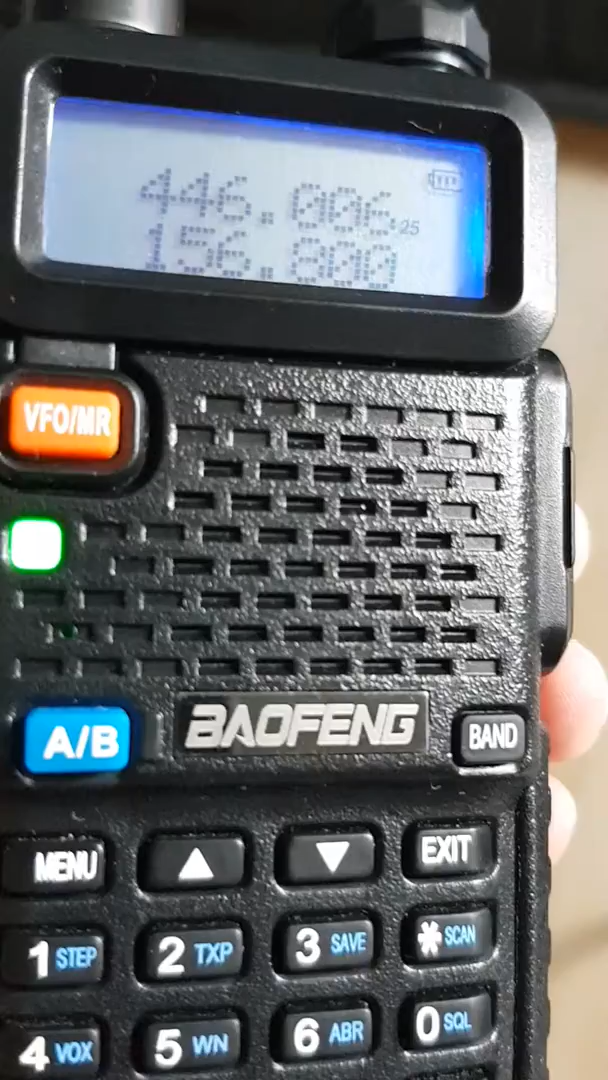 446.006.25
156.800
VFO/MR
A/B
BAOFENG
BAND
MENU ▲ ▼ EXIT
1 STEP 2 TXP 3 SAVE * SCAN
4 VOX 5 WN 6 ABR 0 SQL